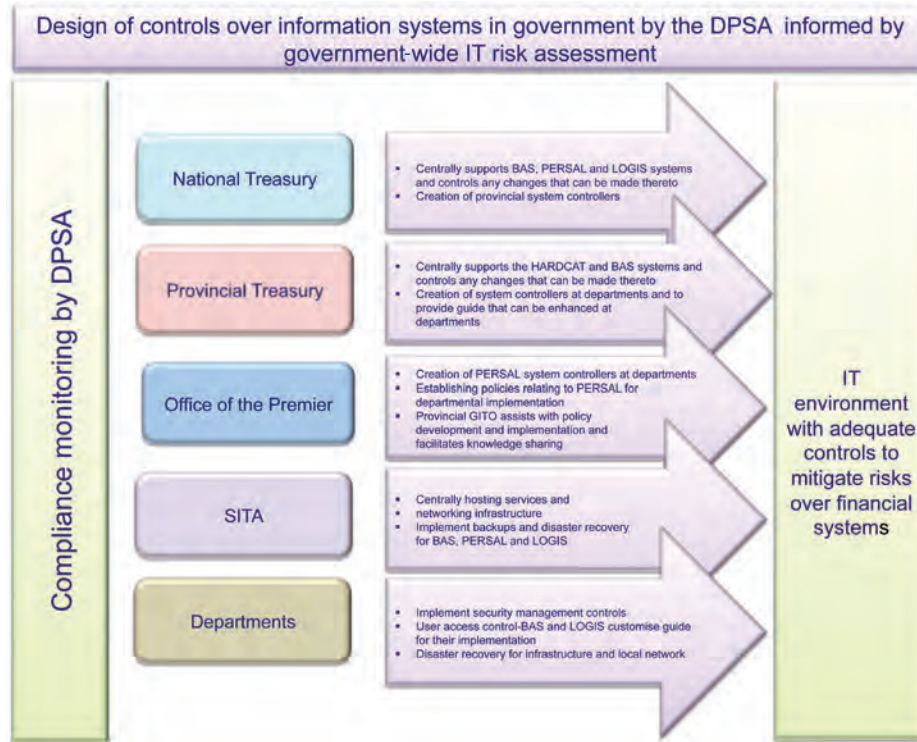 Design of controls over information systems in government by the DPSA informed by
government-wide IT risk assessment
Compliance monitoring by DPSA
National Treasury
▪ Centrally supports BAS, PERSAL and LOGIS systems
and controls any changes that can be made thereto
▪ Creation of provincial system controllers
Provincial Treasury
▪ Centrally supports the HARDCAT and BAS systems and
controls any changes that can be made thereto
▪ Creation of system controllers at departments and to
provide guide that can be enhanced at
departments
Office of the Premier
▪ Creation of PERSAL system controllers at departments
▪ Establishing policies relating to PERSAL for
departmental implementation
▪ Provincial GITO assists with policy
development and implementation and
facilitates knowledge sharing
SITA
▪ Centrally hosting services and
▪ networking infrastructure
▪ Implement backups and disaster recovery
for BAS, PERSAL and LOGIS
Departments
▪ Implement security management controls
▪ User access control-BAS and LOGIS customise guide
for their implementation
▪ Disaster recovery for infrastructure and local network
IT
environment
with adequate
controls to
mitigate risks
over financial
systems